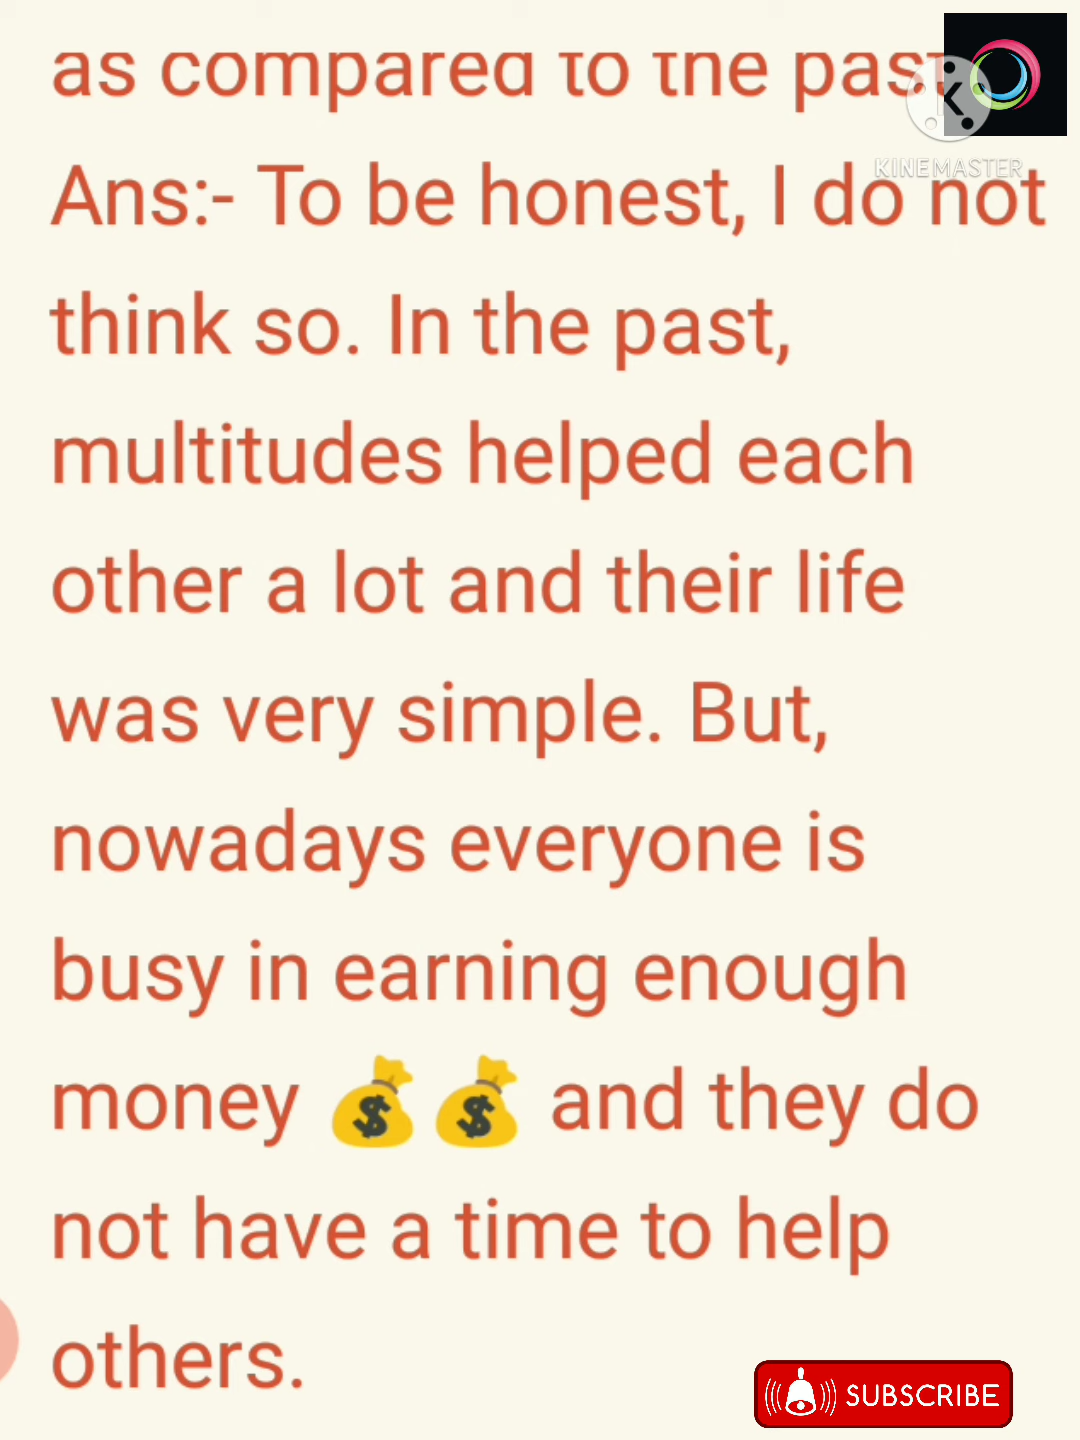 as compared to the past
KINEMASTER
Ans:- To be honest, I do not
think so. In the past,
multitudes helped each
other a lot and their life
was very simple. But,
nowadays everyone is
busy in earning enough
money 💰💰 and they do
not have a time to help
others.
SUBSCRIBE